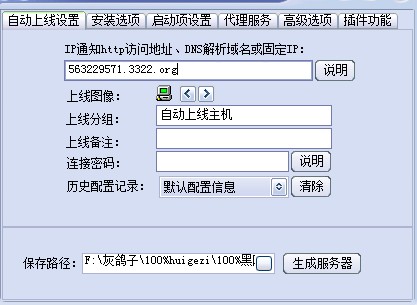 自动上线设置 安装选项 启动项设置 代理服务 高级选项 插件功能
IP通知http访问地址、DNS解析域名或固定IP:
563229571.3322.org 说明
上线图像:
上线分组: 自动上线主机
上线备注:
连接密码: 说明
历史配置记录: 默认配置信息 清除
保存路径: F:\灰鸽子\100%huigezi\100%黑 生成服务器